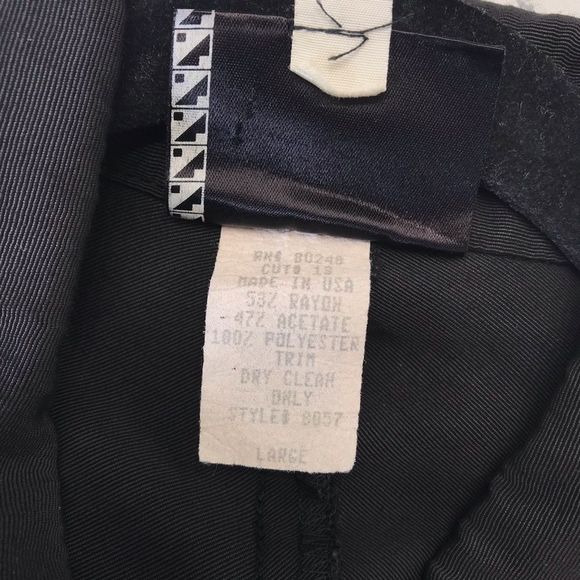 RN# 80248
CUT# 19
MADE IN USA
53% RAYON
47% ACETATE
100% POLYESTER
TRIM
DRY CLEAN
ONLY
STYLE# 8057
LARGE